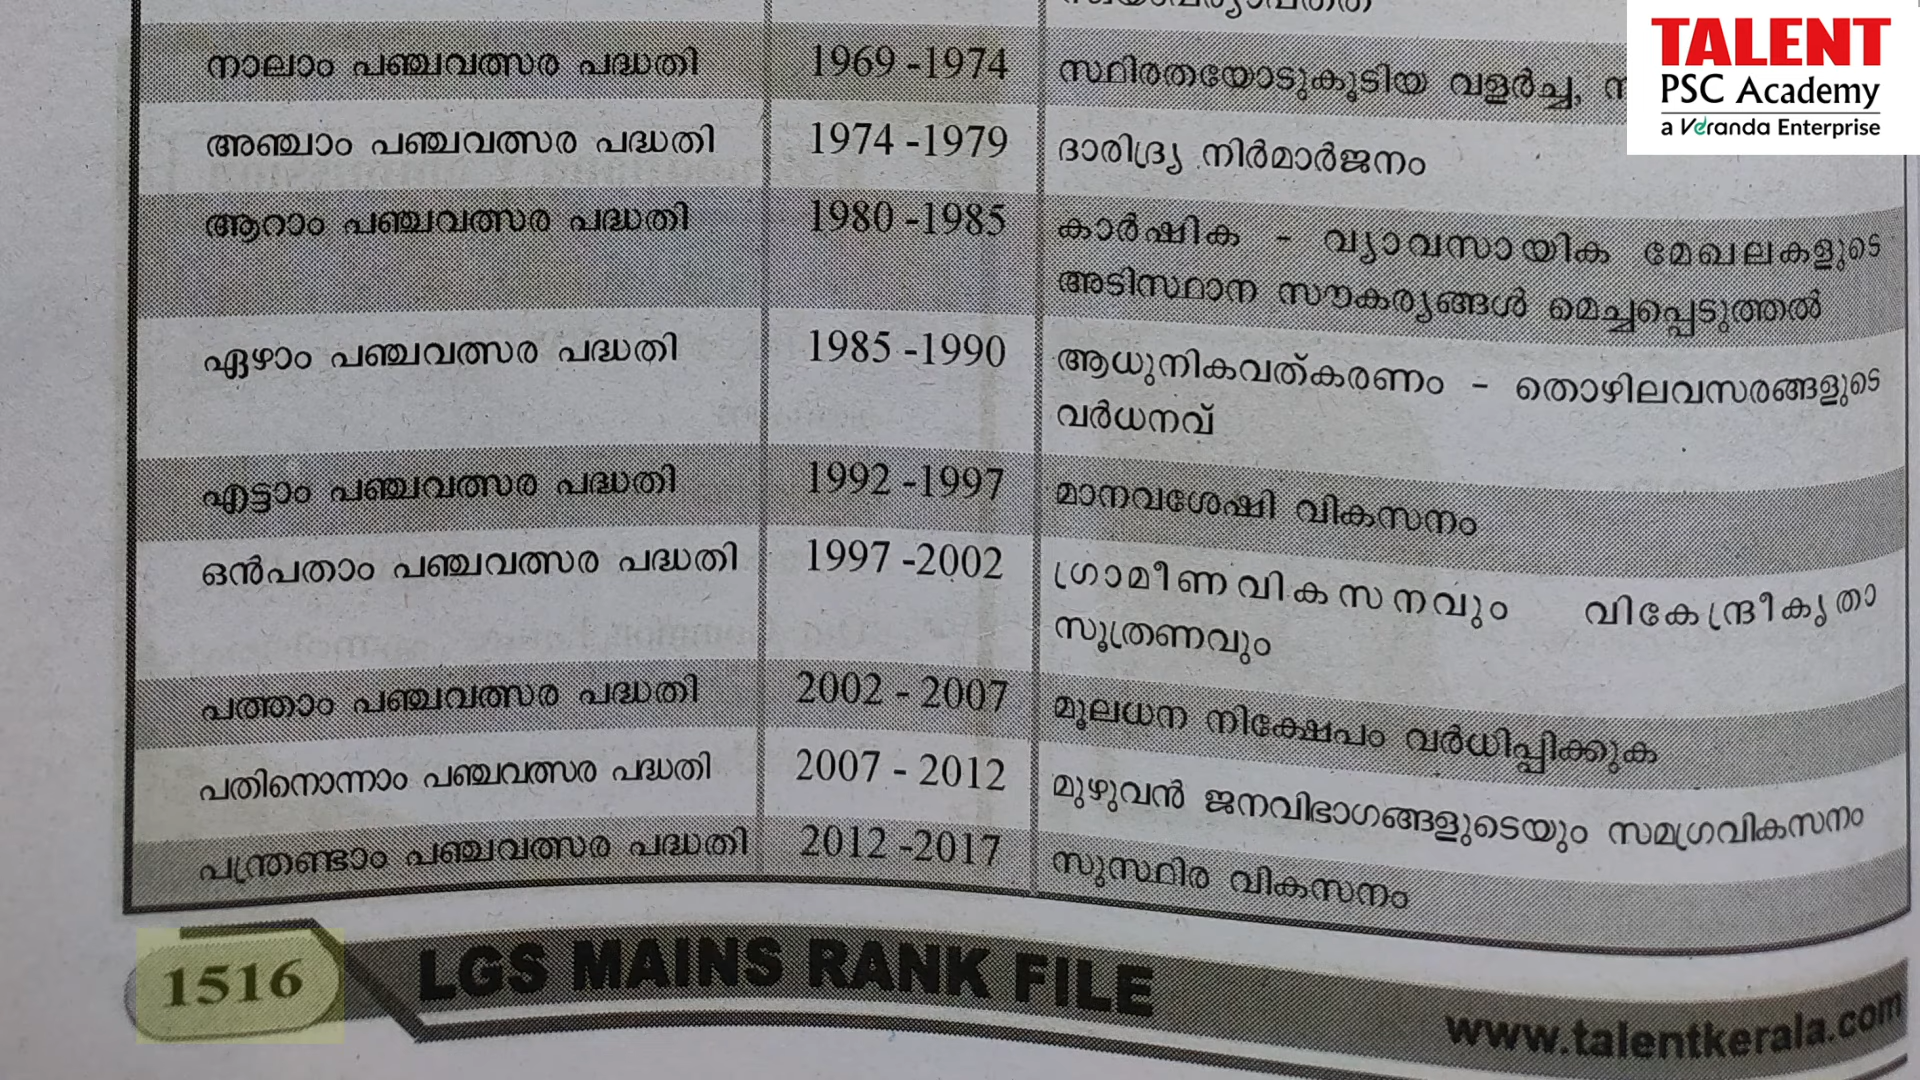 നാലാം പഞ്ചവത്സര പദ്ധതി 1969 -1974 സ്ഥിരതയോടുകൂടിയ വളർച്ച,
അഞ്ചാം പഞ്ചവത്സര പദ്ധതി 1974 -1979 ദാരിദ്ര്യ നിർമാർജനം
ആറാം പഞ്ചവത്സര പദ്ധതി 1980 -1985 കാർഷിക - വ്യാവസായിക മേഖലകളുടെ
അടിസ്ഥാന സൗകര്യങ്ങൾ മെച്ചപ്പെടുത്തൽ
ഏഴാം പഞ്ചവത്സര പദ്ധതി 1985 -1990 ആധുനികവത്കരണം - തൊഴിലവസരങ്ങളുടെ
വർധനവ്
എട്ടാം പഞ്ചവത്സര പദ്ധതി 1992 -1997 മാനവശേഷി വികസനം
ഒൻപതാം പഞ്ചവത്സര പദ്ധതി 1997 -2002 ഗ്രാമീണവികസനവും വികേന്ദ്രീകൃതാ
സൂത്രണവും
പത്താം പഞ്ചവത്സര പദ്ധതി 2002 - 2007 മൂലധന നിക്ഷേപം വർധിപ്പിക്കുക
പതിനൊന്നാം പഞ്ചവത്സര പദ്ധതി 2007 - 2012 മുഴുവൻ ജനവിഭാഗങ്ങളുടെയും സമഗ്രവികസനം
പന്ത്രണ്ടാം പഞ്ചവത്സര പദ്ധതി 2012 -2017 സുസ്ഥിര വികസനം
1516 LGS MAINS RANK FILE
www.talentkerala.com
TALENT
PSC Academy
a Veranda Enterprise